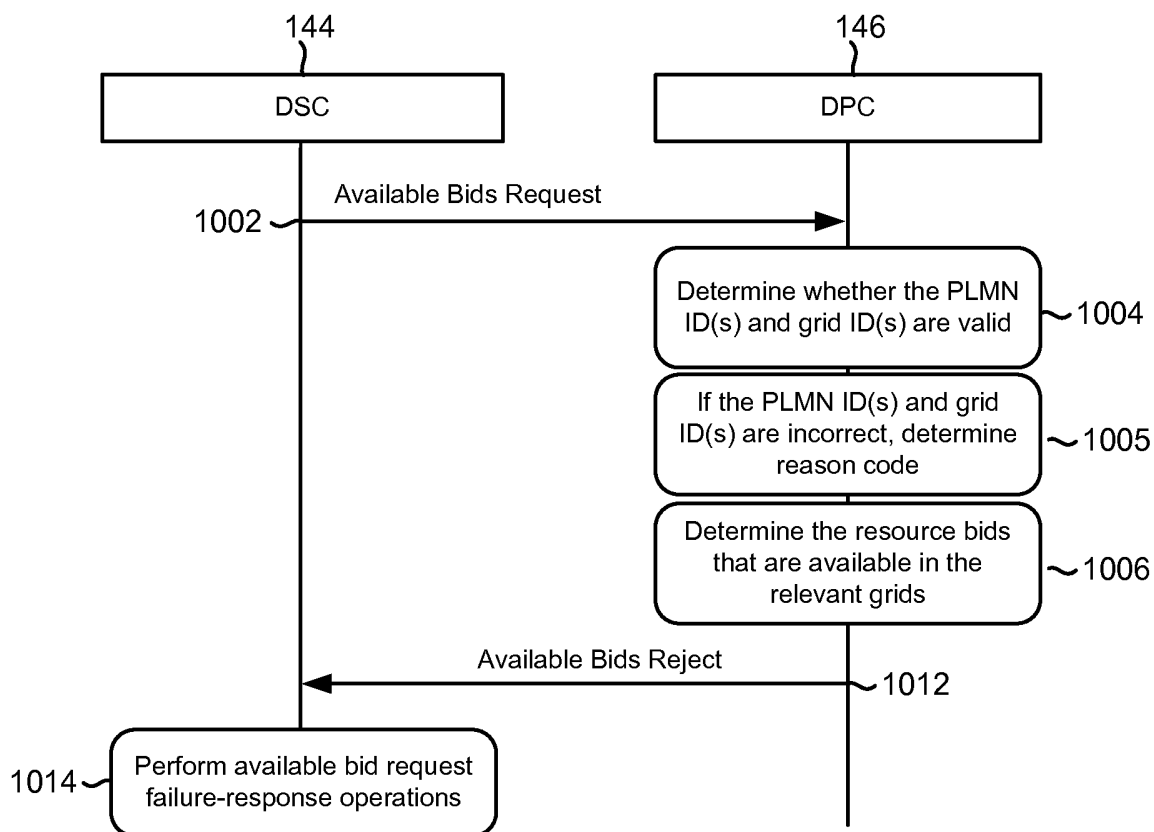 144
146
DSC
DPC
Available Bids Request
1002
Determine whether the PLMN
ID(s) and grid ID(s) are valid
1004
If the PLMN ID(s) and grid
ID(s) are incorrect, determine
reason code
1005
Determine the resource bids
that are available in the
relevant grids
1006
Available Bids Reject
1012
Perform available bid request
failure-response operations
1014